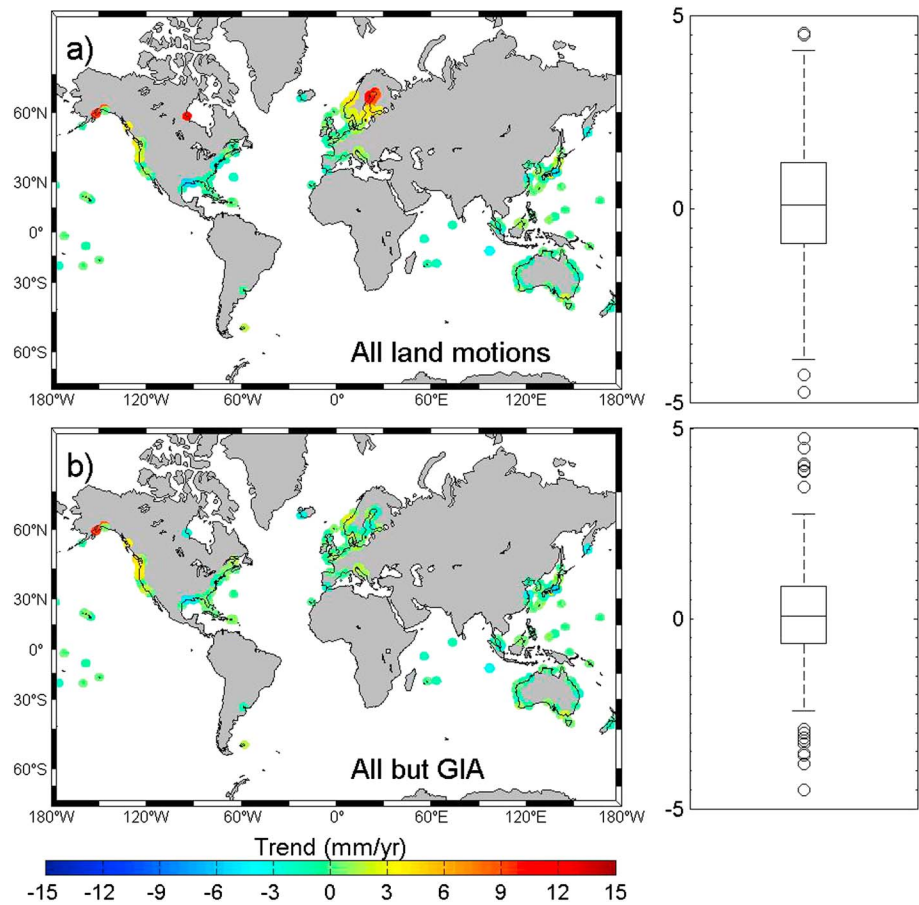 a)
60°N
30°N
0°
30°S
60°S
All land motions
180°W 120°W 60°W 0° 60°E 120°E 180°E
5
0
-5
b)
60°N
30°N
0°
30°S
60°S
All but GIA
180°W 120°W 60°W 0° 60°E 120°E 180°E
5
0
-5
Trend (mm/yr)
-15 -12 -9 -6 -3 0 3 6 9 12 15